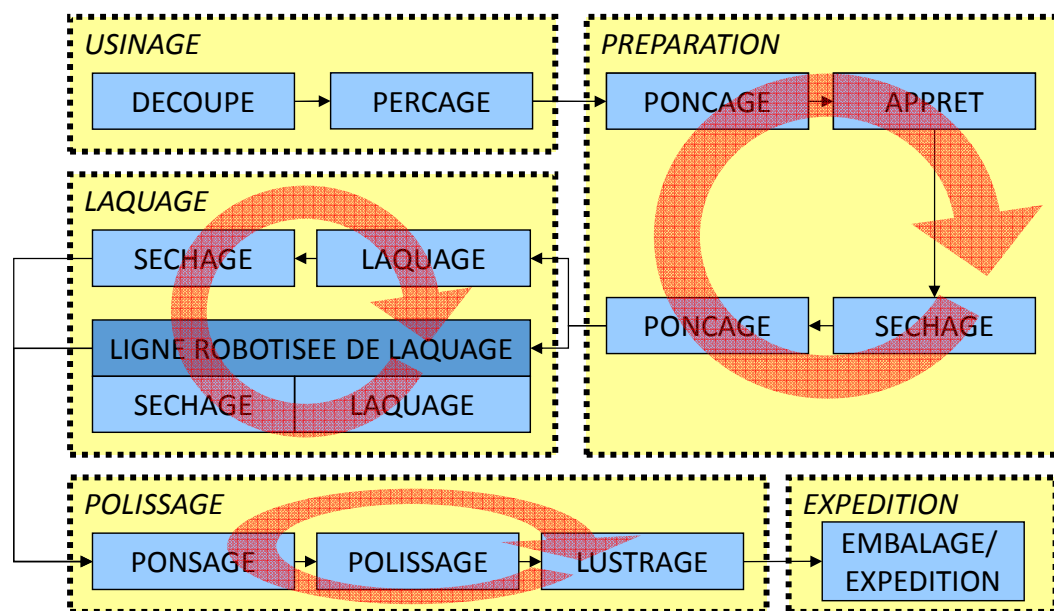 USINAGE
DECOUPE
PERCAGE
PREPARATION
PONCAGE
APPRET
SECHAGE
PONCAGE
LAQUAGE
LAQUAGE
SECHAGE
LIGNE ROBOTISEE DE LAQUAGE
SECHAGE
LAQUAGE
POLISSAGE
PONSAGE
POLISSAGE
LUSTRAGE
EXPEDITION
EMBALAGE/
EXPEDITION